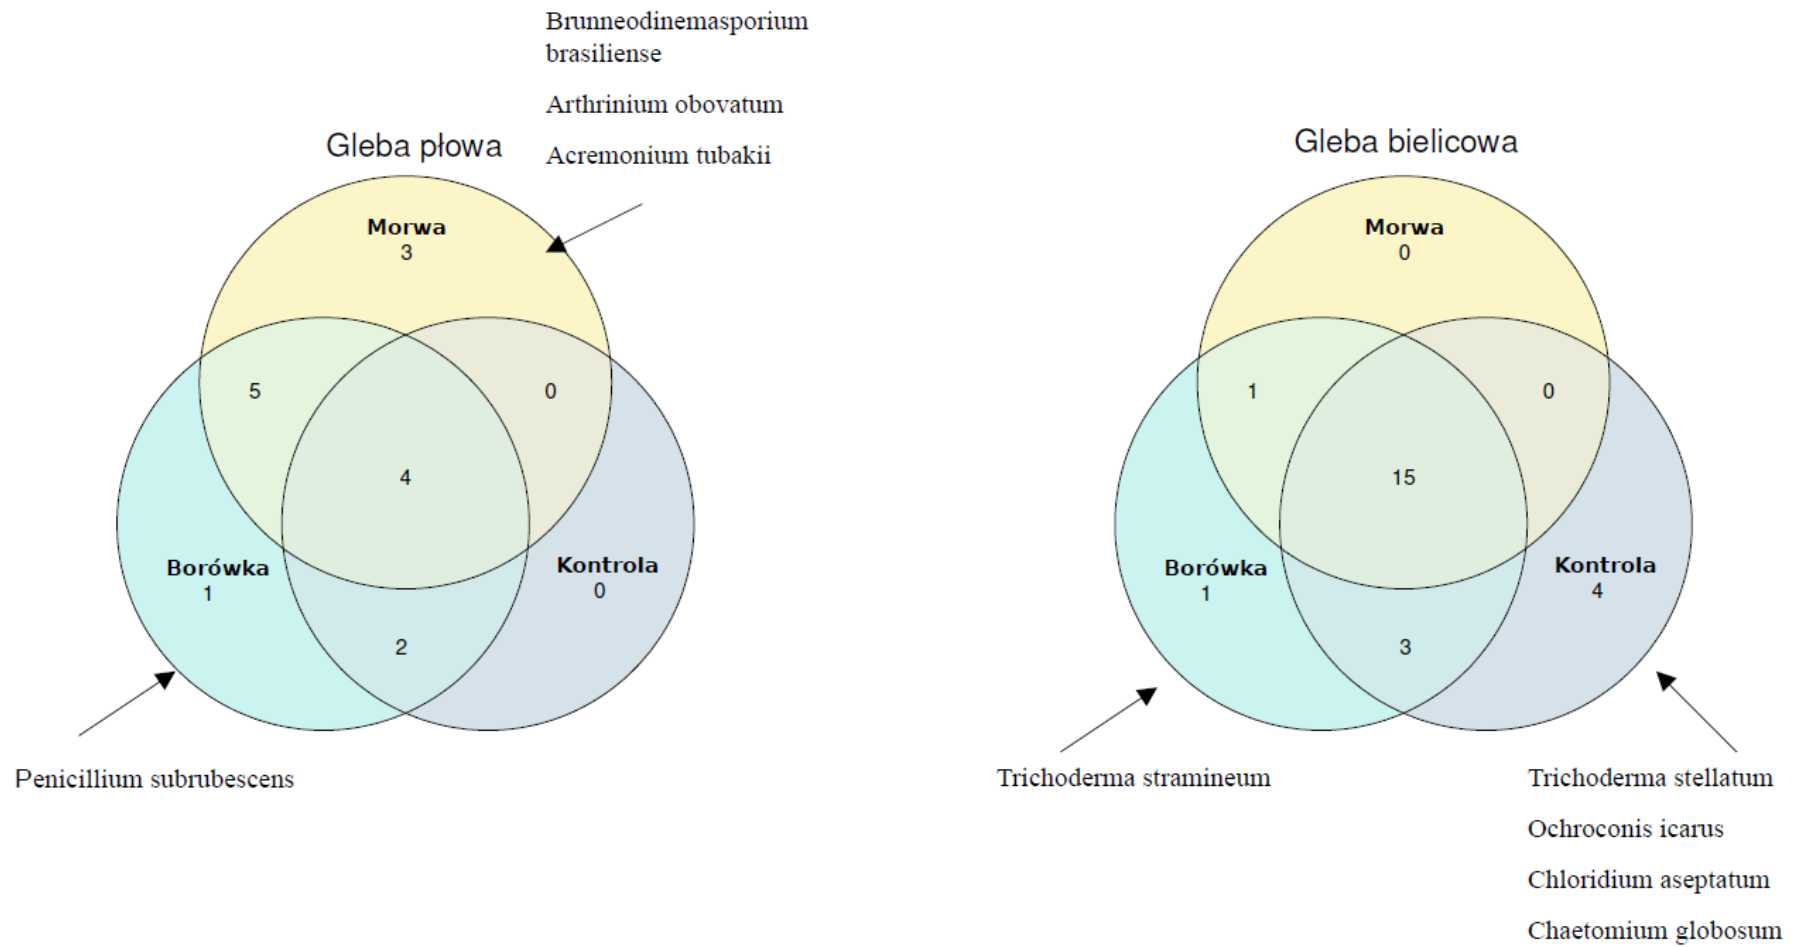 Brunneodinemasporium
brasiliense
Arthrinium obovatum
Acremonium tubakii
Gleba płowa
Morwa
3
5
0
4
Borówka
1
Kontrola
0
2
Penicillium subrubescens
Gleba bielicowa
Morwa
0
1
0
15
Borówka
1
Kontrola
4
3
Trichoderma stramineum
Trichoderma stellatum
Ochroconis icarus
Chloridium aseptatum
Chaetomium globosum